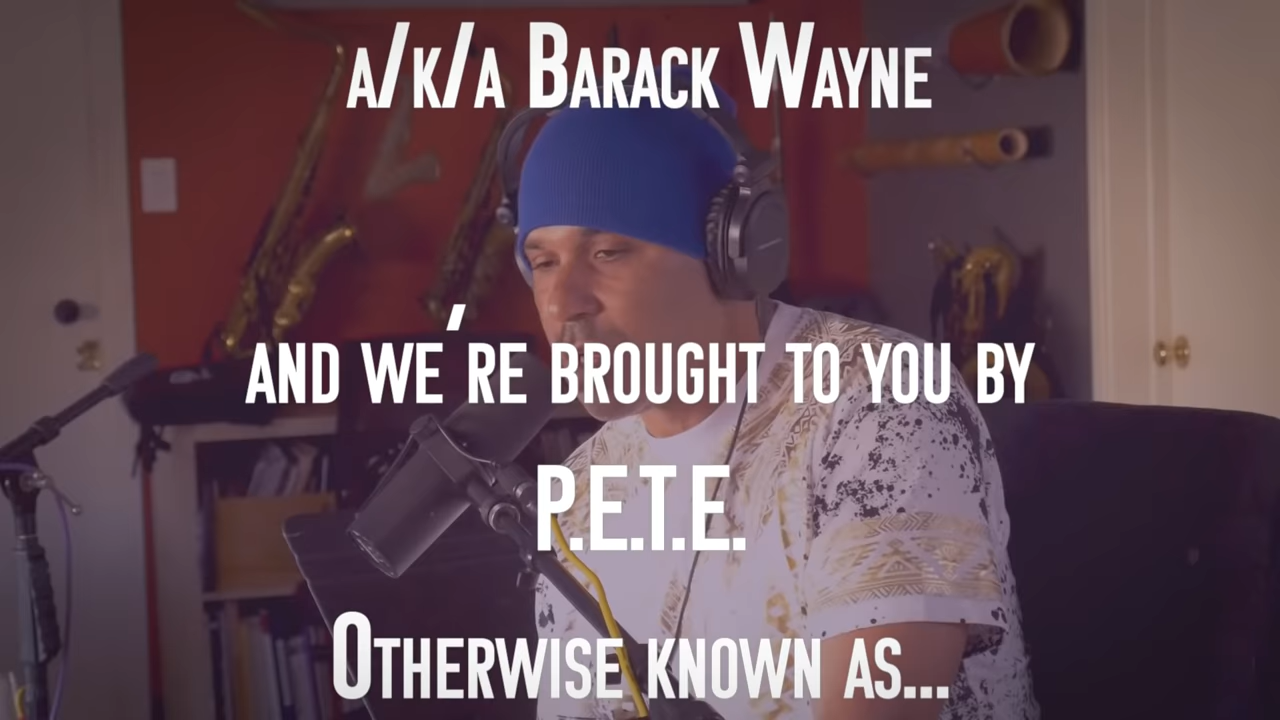 a/k/a Barack Wayne
and we're brought to you by
P.E.T.E.
Otherwise known as...